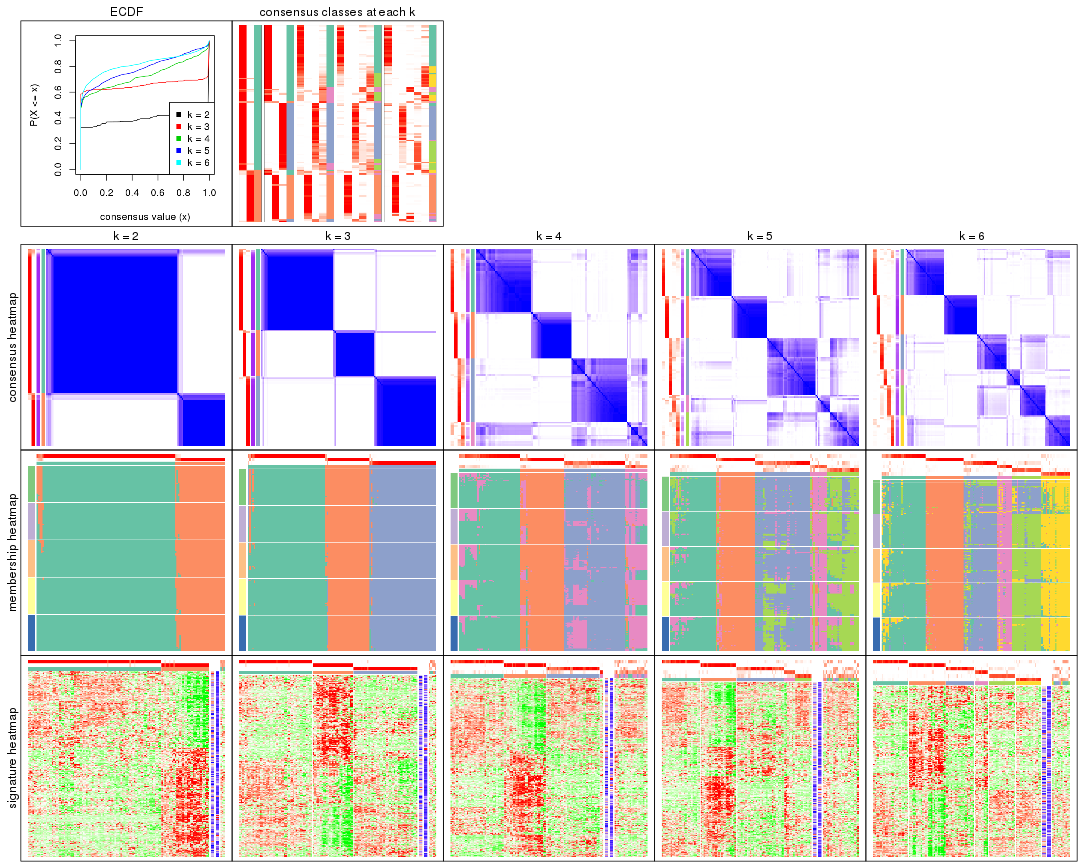 ECDF
consensus classes at each k
P(X <= x)
0.0 0.2 0.4 0.6 0.8 1.0
k = 2
k = 3
k = 4
k = 5
k = 6
0.0 0.2 0.4 0.6 0.8 1.0
consensus value (x)
k = 2 k = 3 k = 4 k = 5 k = 6
consensus heatmap
membership heatmap
signature heatmap